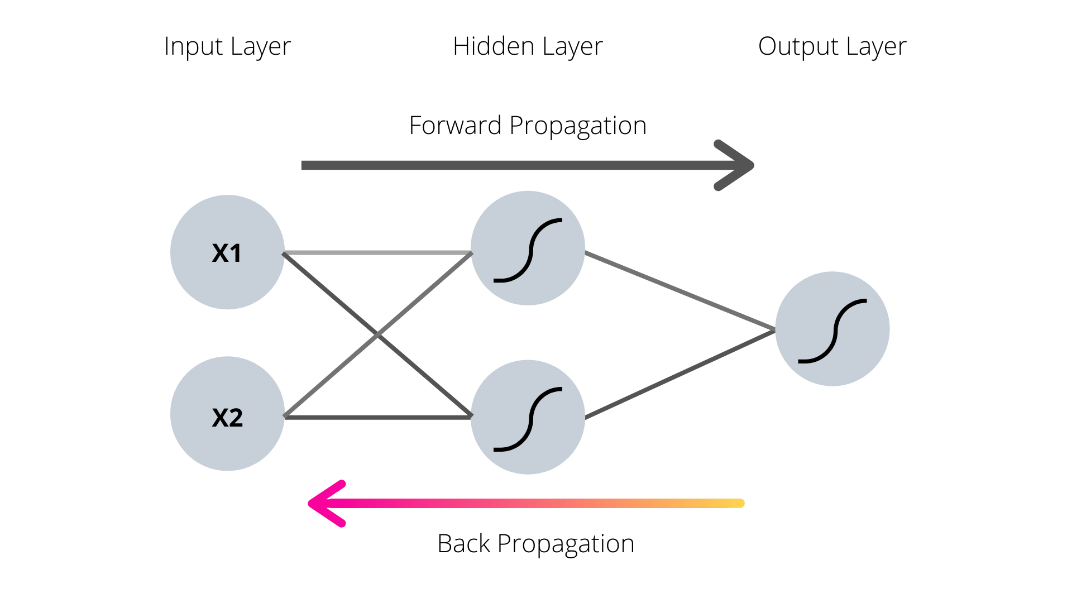 Input Layer
Hidden Layer
Output Layer
Forward Propagation
X1
X2
Back Propagation